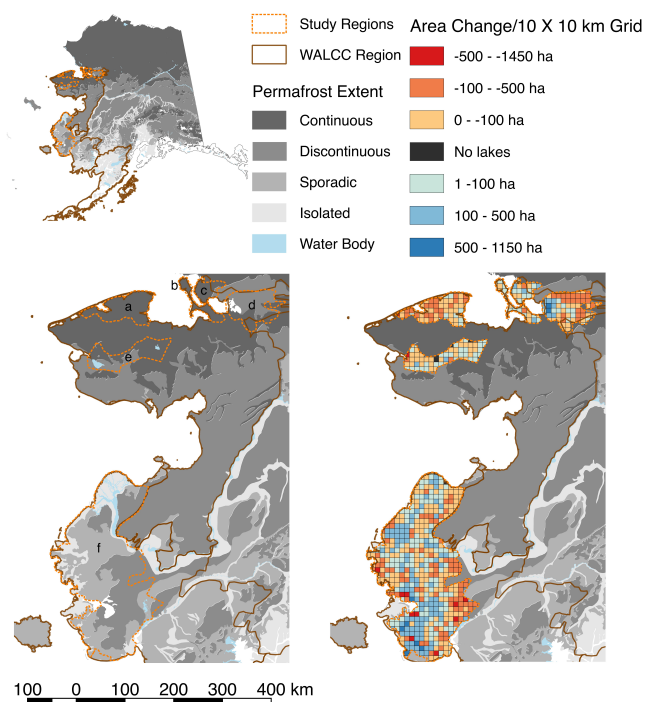 Study Regions
WALCC Region
Permafrost Extent
Continuous
Discontinuous
Sporadic
Isolated
Water Body
Area Change/10 X 10 km Grid
-500 - -1450 ha
-100 - -500 ha
0 - -100 ha
No lakes
1 -100 ha
100 - 500 ha
500 - 1150 ha
a
b
c
d
e
f
100 0 100 200 300 400 km